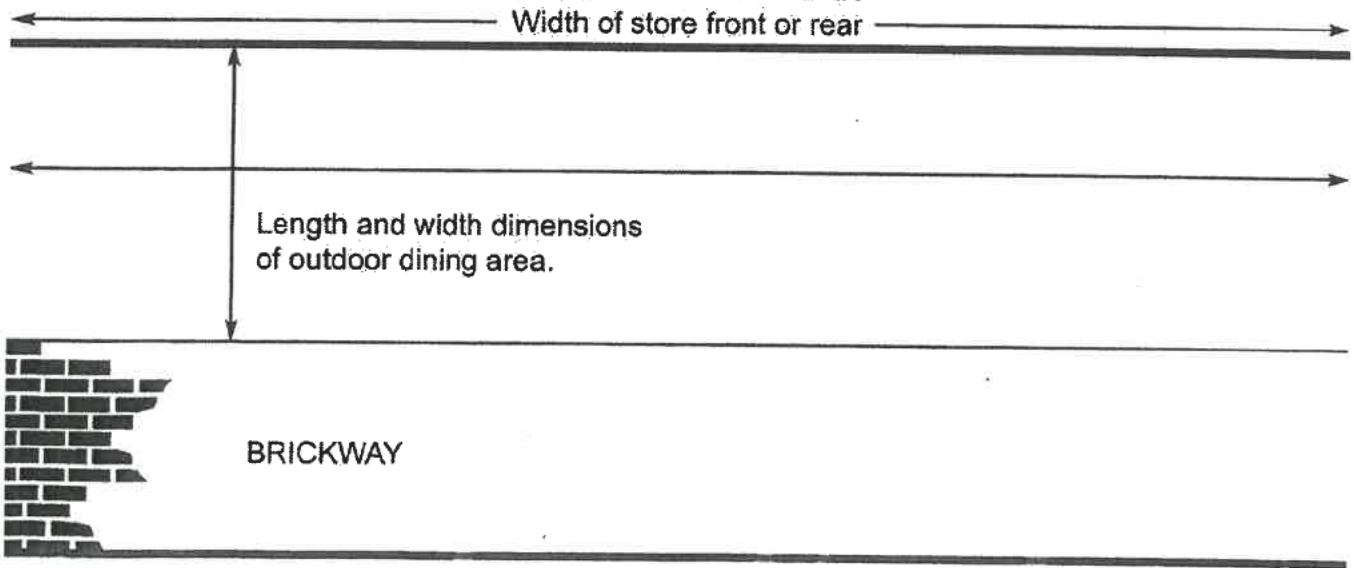 Width of store front or rear
Length and width dimensions
of outdoor dining area.
BRICKWAY